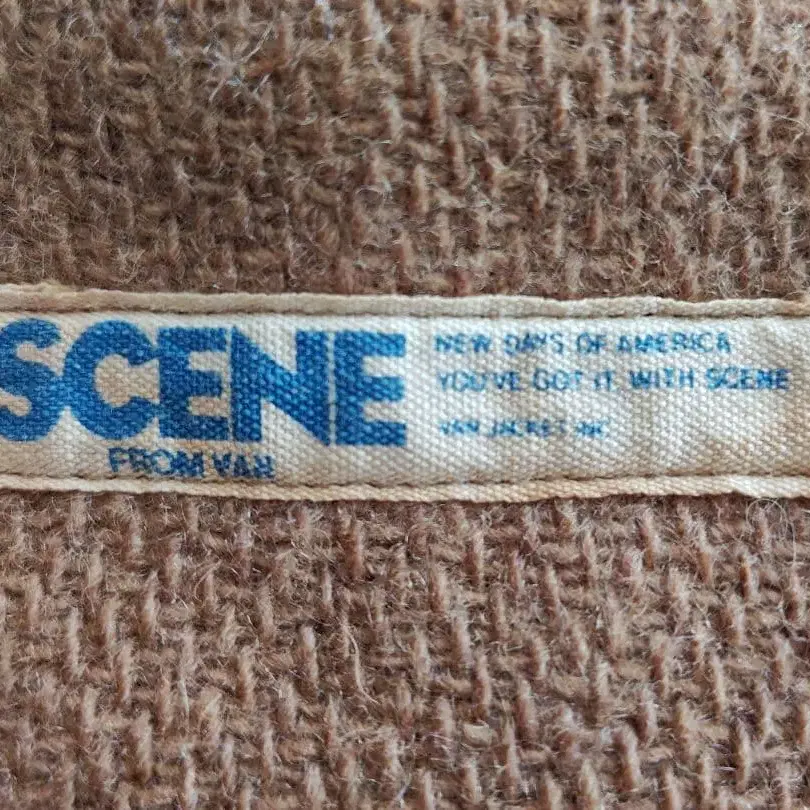 SCENE
FROM VAN
NEW DAYS OF AMERICA
YOU'VE GOT IT WITH SCENE
VAN JACKET INC